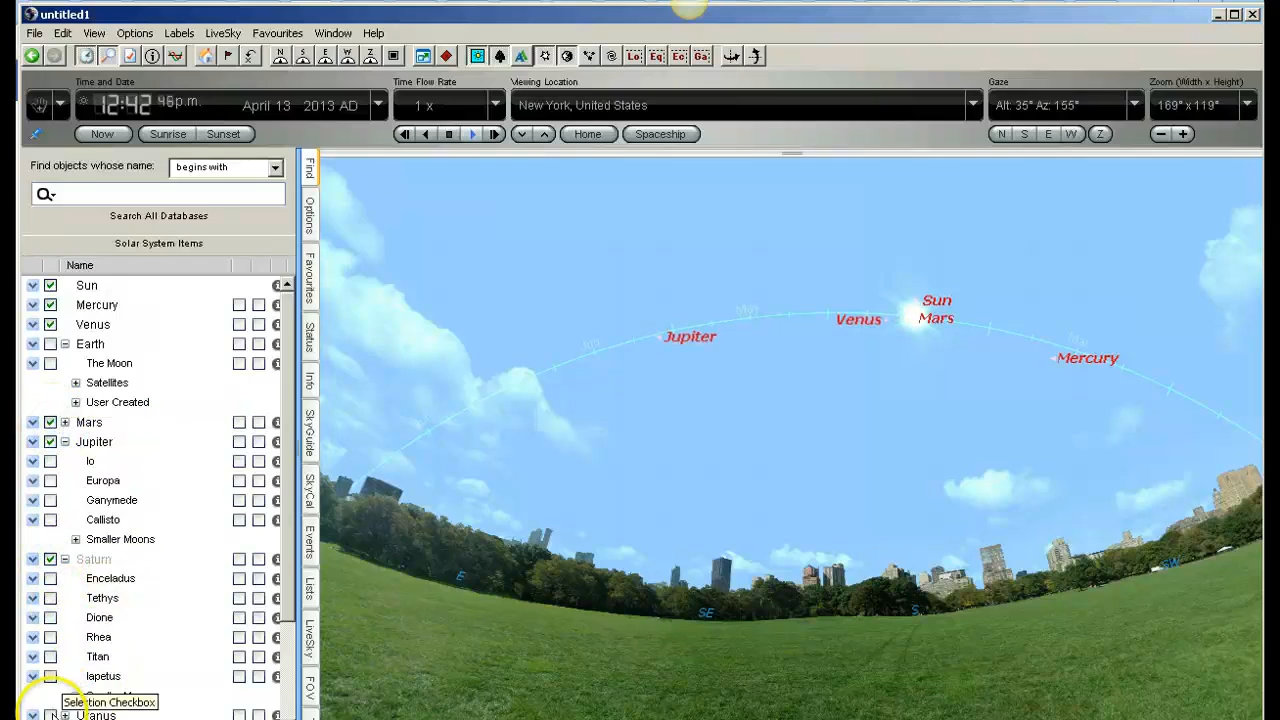 untitled1
File Edit View Options Labels LiveSky Favourites Window Help
N S E W Z Lo Eq Ec Ga
Time and Date Time Flow Rate Viewing Location Gaze Zoom (Width x Height)
12:42 46 p.m. April 13 2013 AD 1 x New York, United States Alt: 35° Az: 155° 169° x 119°
Now Sunrise Sunset Home Spaceship N S E W Z
Find objects whose name: begins with
Search All Databases
Solar System Items
Name
Sun
Mercury
Venus
Earth
The Moon
Satellites
User Created
Mars
Jupiter
Io
Europa
Ganymede
Callisto
Smaller Moons
Saturn
Enceladus
Tethys
Dione
Rhea
Titan
Iapetus
Selection Checkbox
Uranus
Find
Options
Favourites
Status
Info
SkyGuide
SkyCal
Events
Lists
LiveSky
FOV
Sun
Mars
Venus
Jupiter
Mercury
E
SE
S
SW